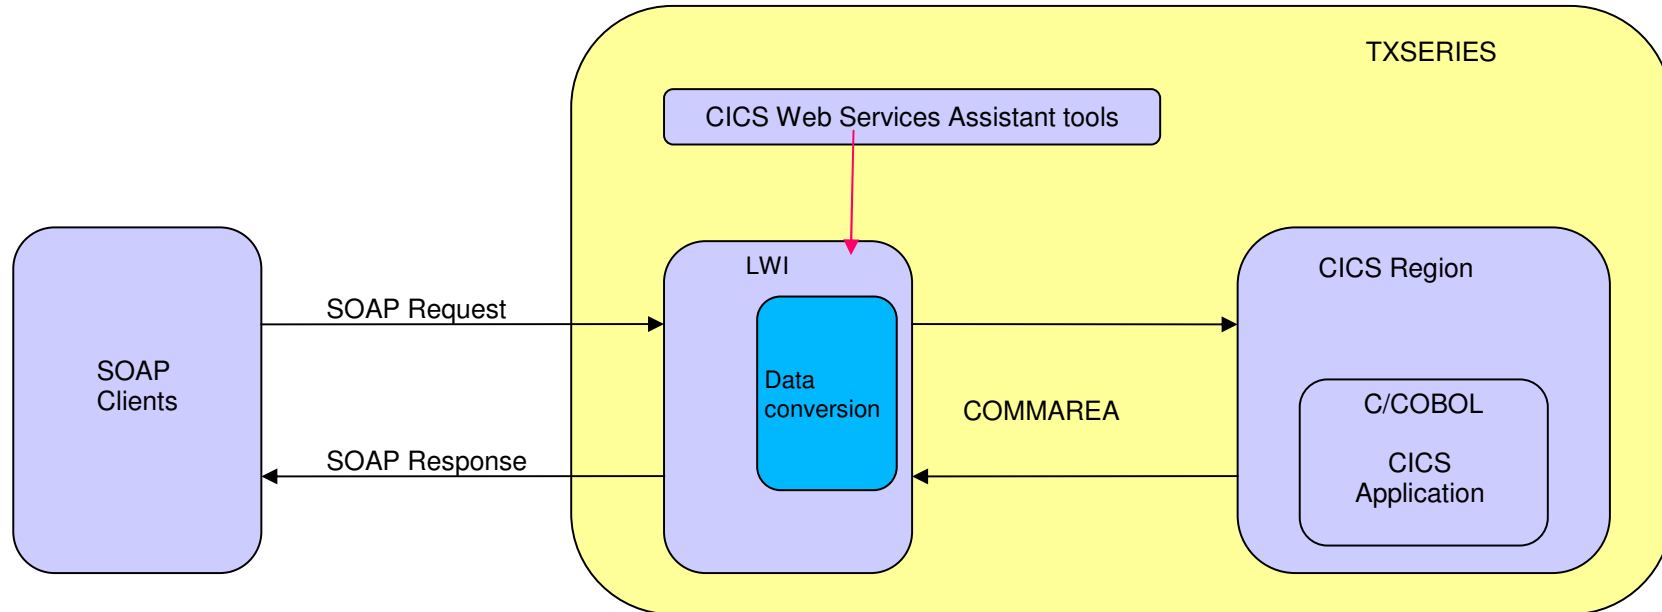 TXSERIES
CICS Web Services Assistant tools
LWI
CICS Region
SOAP Request
SOAP
Clients
Data
conversion
COMMAREA
C/COBOL
CICS
Application
SOAP Response